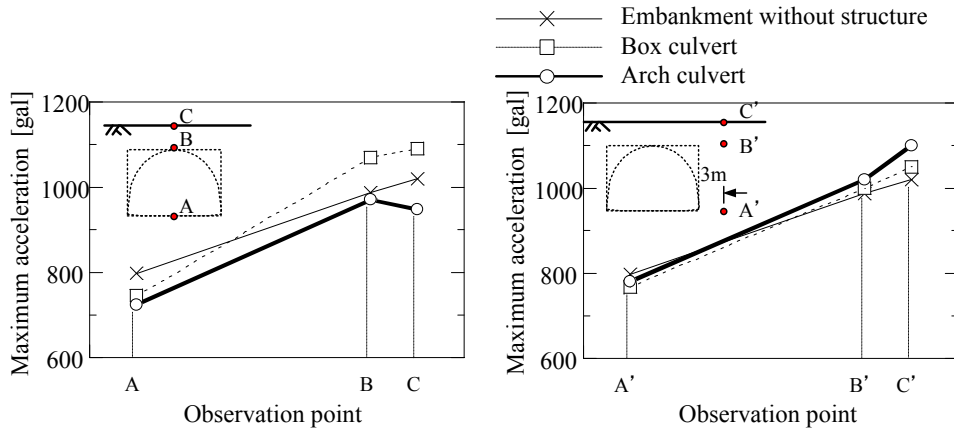 Embankment without structure
Box culvert
Arch culvert
Maximum acceleration [gal]
1200
1000
800
600
C
B
A
A
B
C
Observation point
Maximum acceleration [gal]
1200
1000
800
600
C’
B’
3m
A’
A’
B’
C’
Observation point